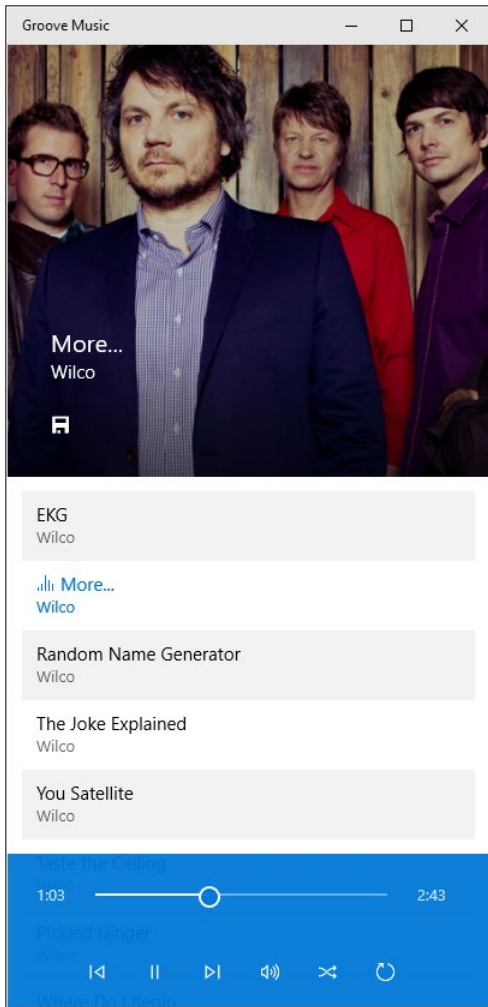 Groove Music
More...
Wilco
EKG
Wilco
More...
Wilco
Random Name Generator
Wilco
The Joke Explained
Wilco
You Satellite
Wilco
Taste the Ceiling
1:03
2:43
Pickled Ginger
Wilco
Where Do I Begin